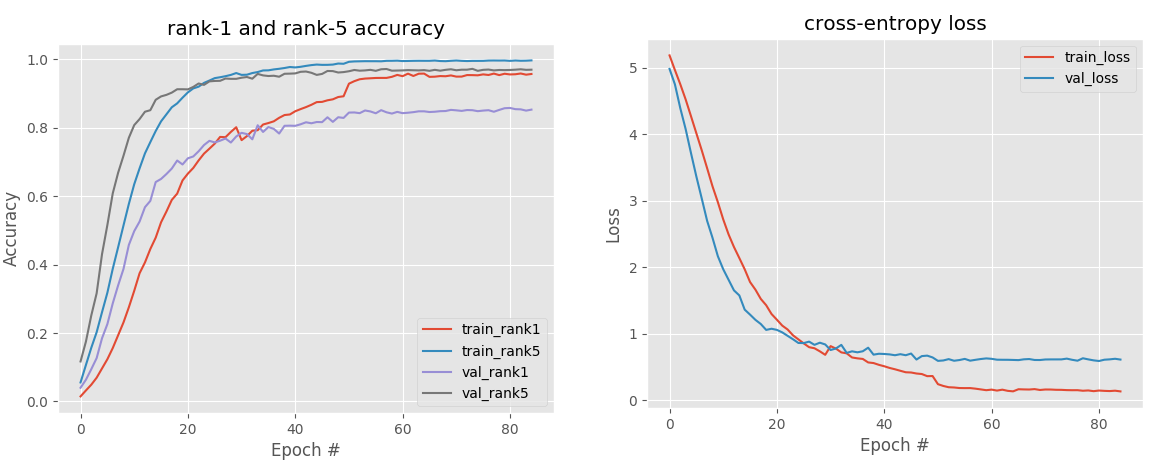 rank-1 and rank-5 accuracy
1.0
0.8
0.6
0.4
0.2
0.0
Accuracy
0 20 40 60 80
Epoch #
train_rank1
train_rank5
val_rank1
val_rank5
cross-entropy loss
5
4
3
2
1
0
Loss
0 20 40 60 80
Epoch #
train_loss
val_loss